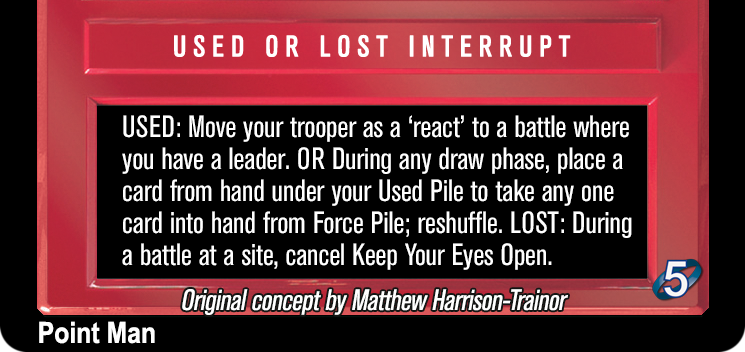 USED OR LOST INTERRUPT
USED: Move your trooper as a ‘react’ to a battle where
you have a leader. OR During any draw phase, place a
card from hand under your Used Pile to take any one
card into hand from Force Pile; reshuffle. LOST: During
a battle at a site, cancel Keep Your Eyes Open.
5
Original concept by Matthew Harrison-Trainor
Point Man